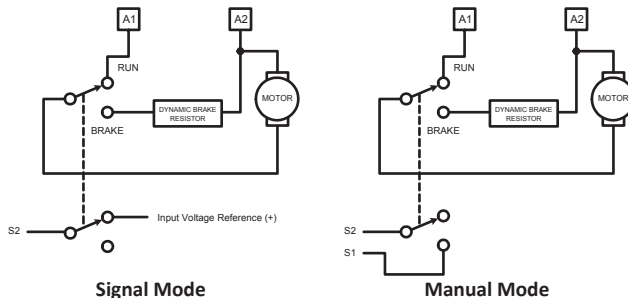 A1
A2
RUN
MOTOR
DYNAMIC BRAKE
RESISTOR
BRAKE
S2
Input Voltage Reference (+)
Signal Mode
A1
A2
RUN
MOTOR
DYNAMIC BRAKE
RESISTOR
BRAKE
S2
S1
Manual Mode